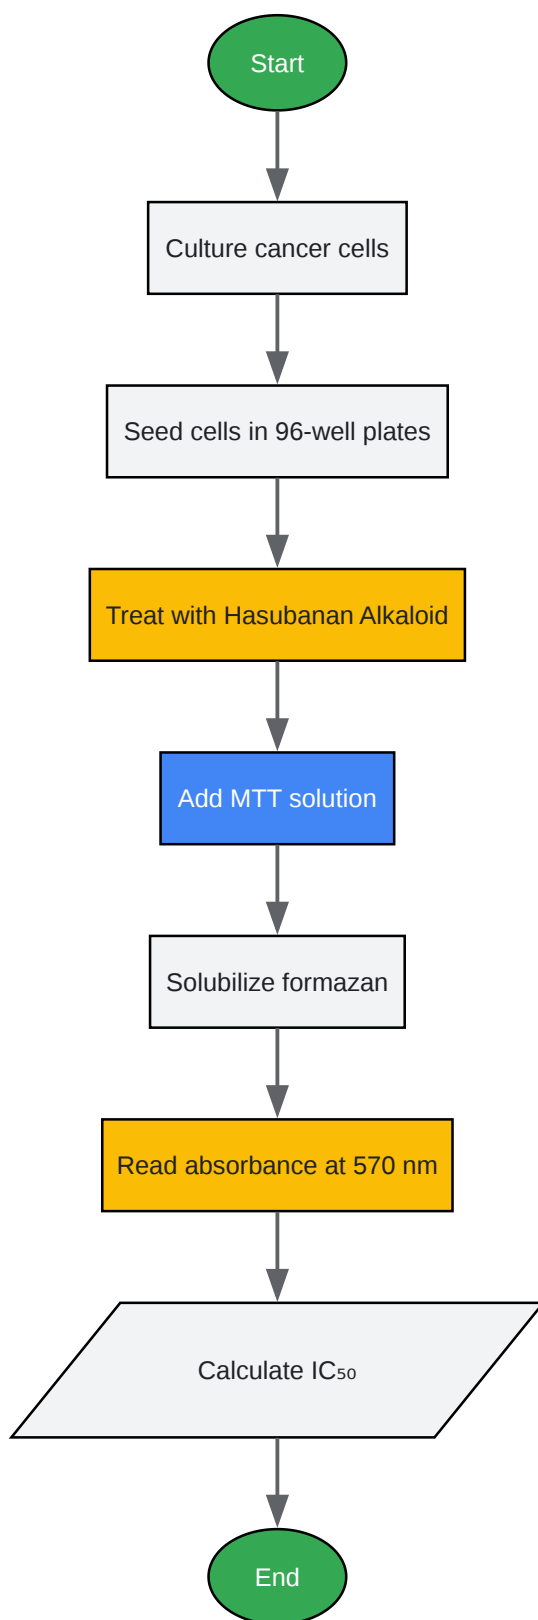 Start
Culture cancer cells
Seed cells in 96-well plates
Treat with Hasubanan Alkaloid
Add MTT solution
Solubilize formazan
Read absorbance at 570 nm
Calculate IC₅₀
End